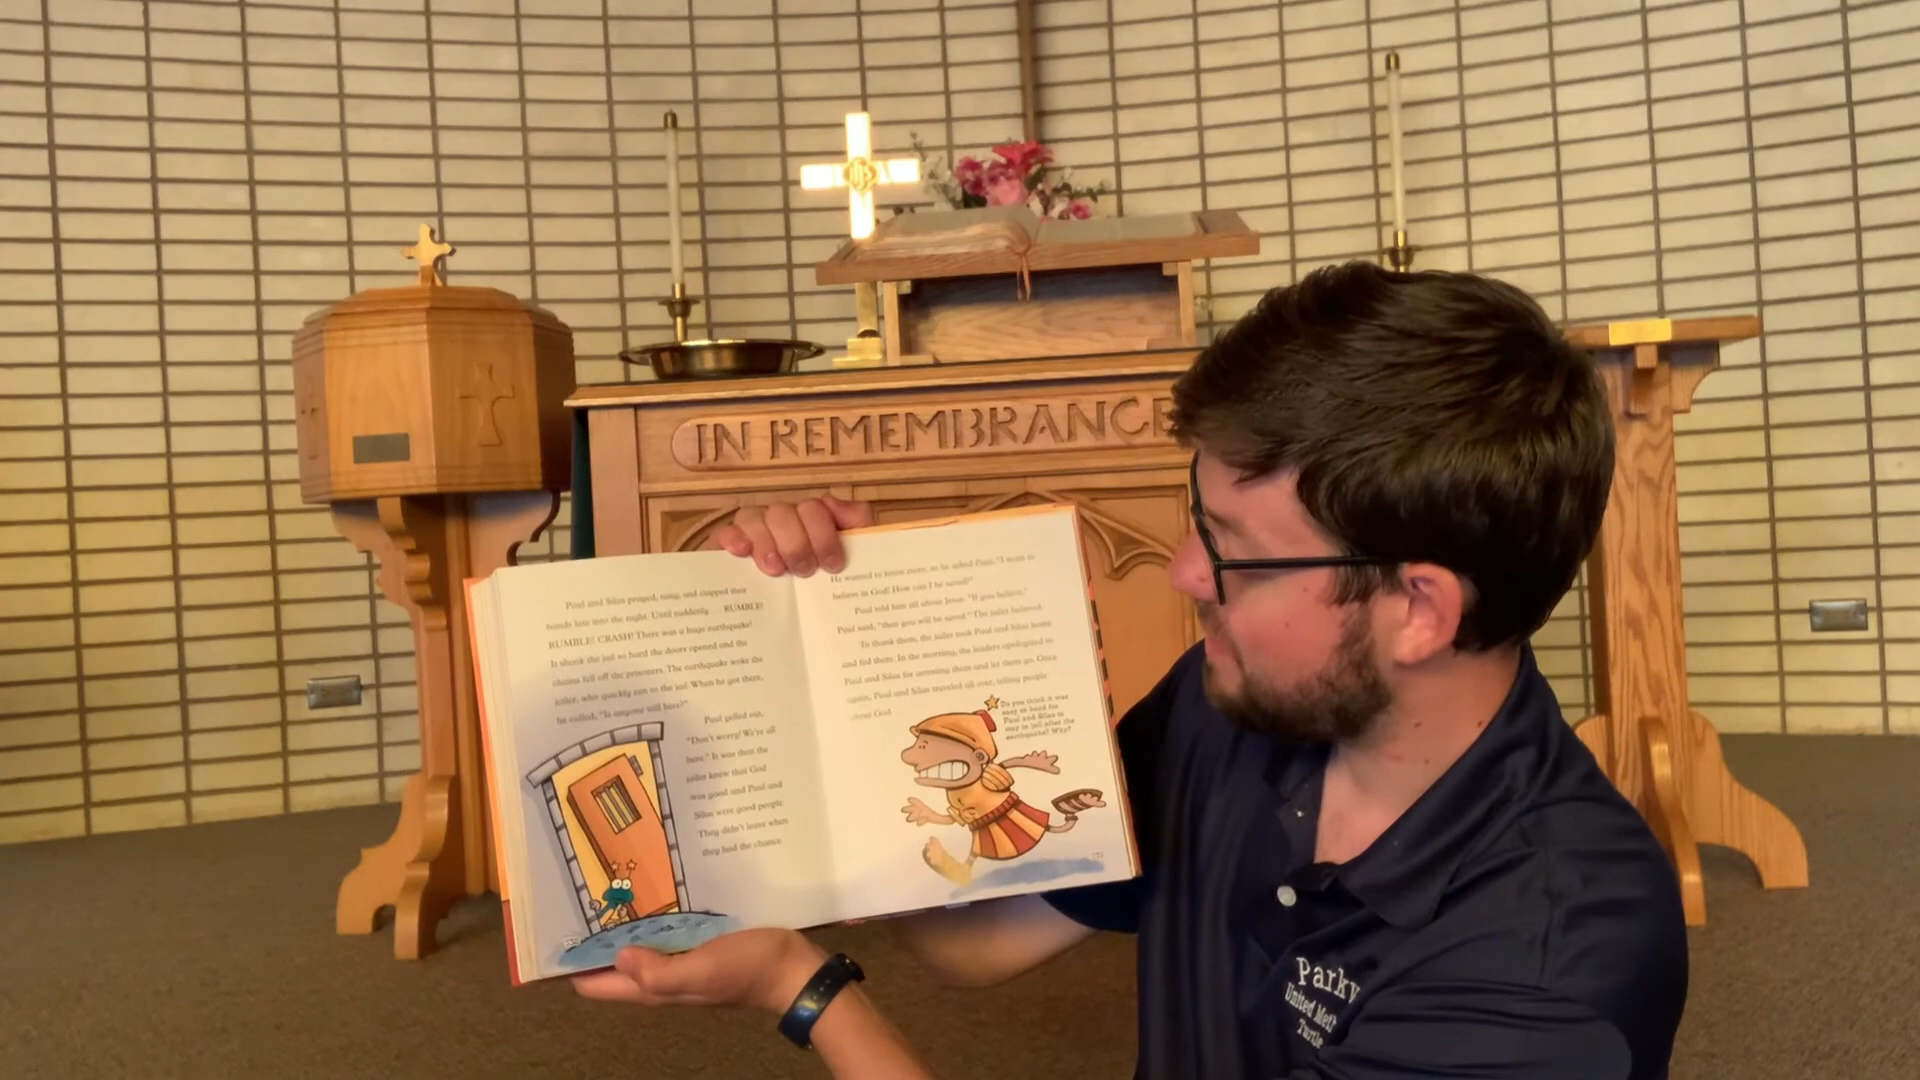 IHS
IN REMEMBRANCE
Paul and Silas prayed, sang, and clapped their
hands late into the night. Until suddenly . . . RUMBLE!
RUMBLE! CRASH! There was a huge earthquake!
It shook the jail so hard the doors opened and the
chains fell off the prisoners. The earthquake woke the
jailer, who quickly ran to the jail. When he got there,
he called, "Is anyone still here?"
Paul yelled out,
"Don't worry! We're all
here." It was then the
jailer knew that God
was good and Paul and
Silas were good people.
They didn't leave when
they had the chance.
He wanted to know more, so he asked Paul, "I want to
believe in God! How can I be saved?"
Paul told him all about Jesus. "If you believe,"
Paul said, "then you will be saved." The jailer believed.
To thank them, the jailer took Paul and Silas home
and fed them. In the morning, the leaders apologized to
Paul and Silas for arresting them and let them go. Once
again, Paul and Silas traveled all over, telling people
about God.
Do you think it was
easy or hard for
Paul and Silas to
stay in jail after the
earthquake? Why?
Parkv
United Meth
Turtle